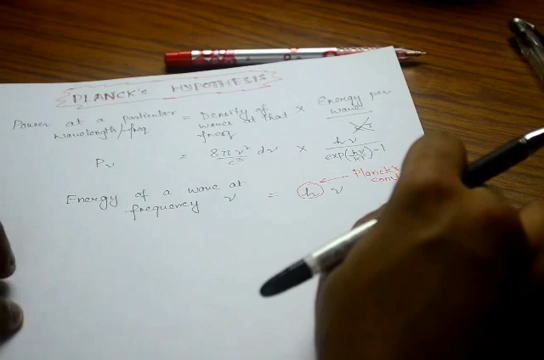 PLANCK's HYPOTHESIS
Power at a particular = Density of × Energy per
wavelength/freq. waves at that wave
freq
Pν = 8πν²/c³ dν × hν/exp(hν/kT)-1
Energy of a wave at
frequency ν = h ν
Planck's